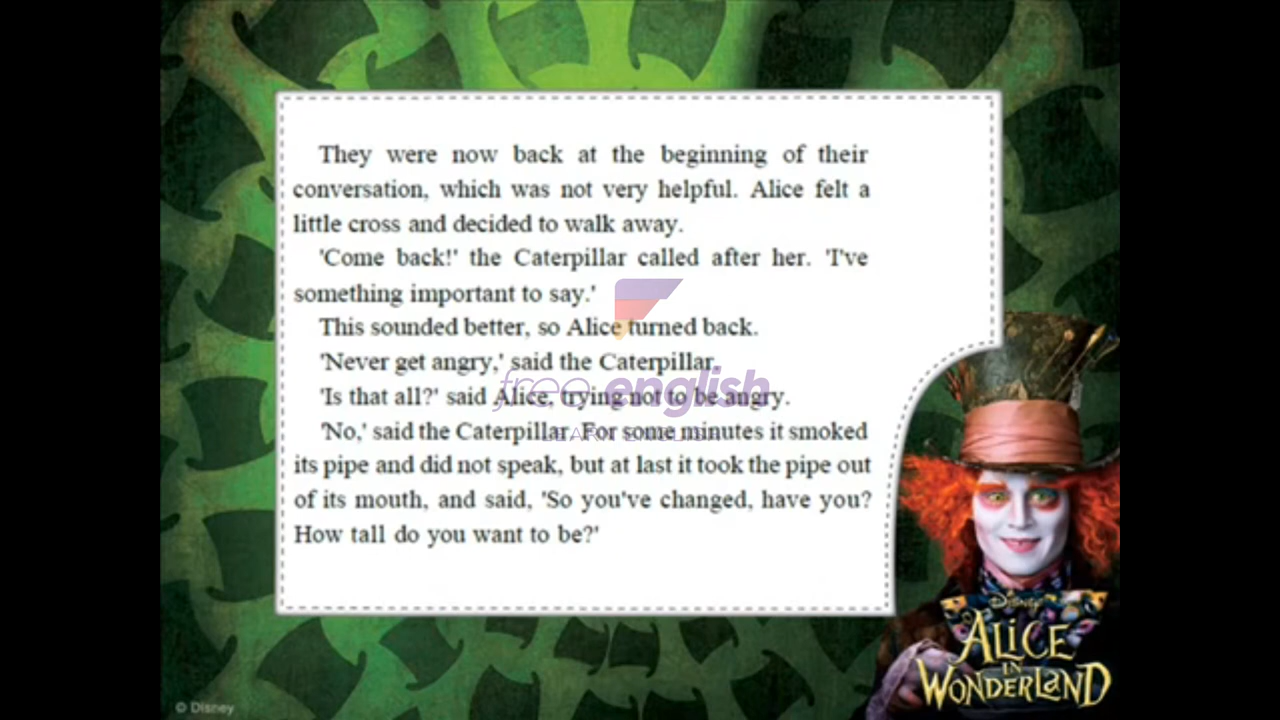 They were now back at the beginning of their
conversation, which was not very helpful. Alice felt a
little cross and decided to walk away.
'Come back!' the Caterpillar called after her. 'I've
something important to say.'
This sounded better, so Alice turned back.
'Never get angry,' said the Caterpillar.
'Is that all?' said Alice, trying not to be angry.
'No,' said the Caterpillar. For some minutes it smoked
its pipe and did not speak, but at last it took the pipe out
of its mouth, and said, 'So you've changed, have you?
How tall do you want to be?'
free english
LEARN ENGLISH
DISNEY
ALICE
IN
WONDERLAND
© Disney